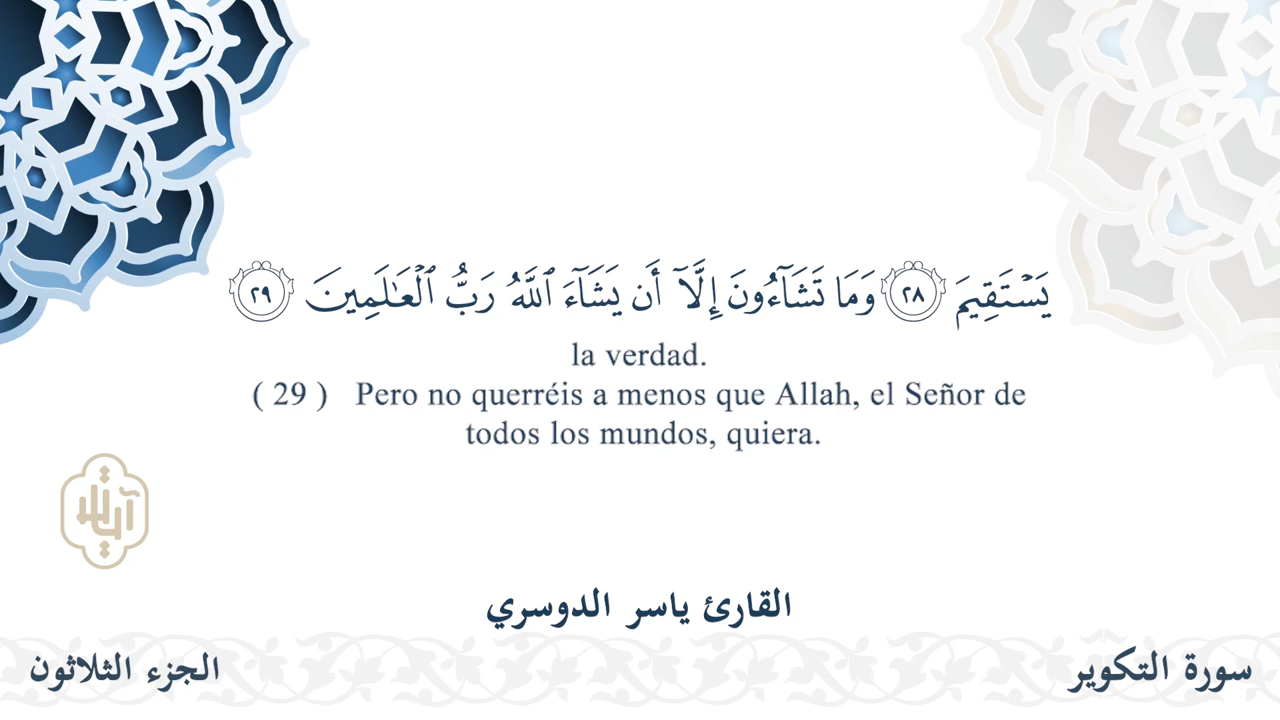 يَسْتَقِيمَ ٢٨ وَمَا تَشَآءُونَ إِلَّآ أَن يَشَآءَ ٱللَّهُ رَبُّ ٱلْعَـٰلَمِينَ ٢٩
la verdad.
( 29 ) Pero no querréis a menos que Allah, el Señor de
todos los mundos, quiera.
القارئ ياسر الدوسري
سورة التكوير
الجزء الثلاثون